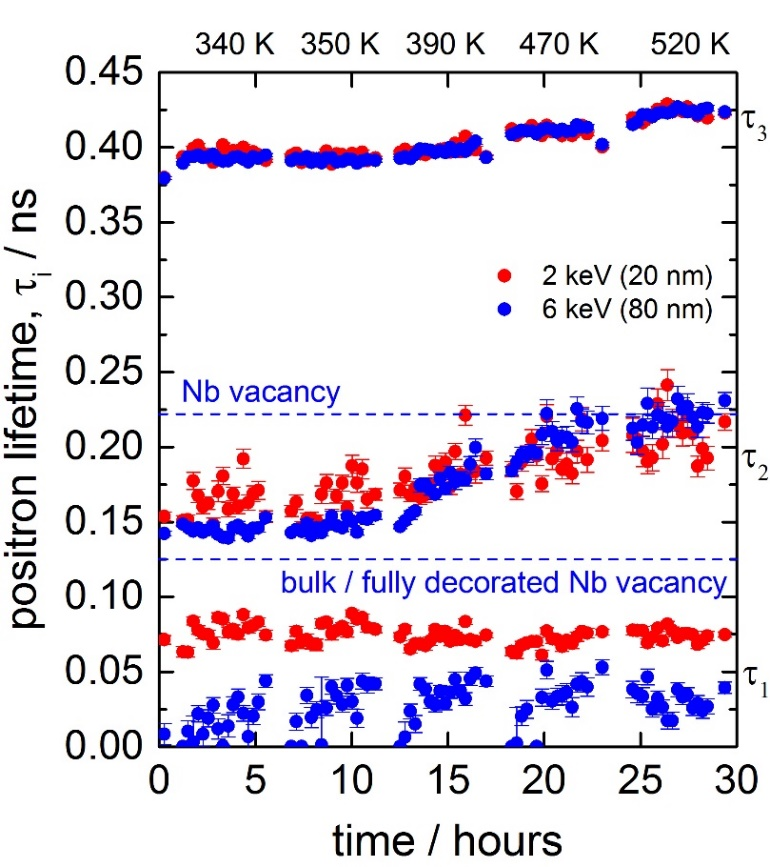 340 K 350 K 390 K 470 K 520 K
0.45
0.40
0.35
0.30
0.25
0.20
0.15
0.10
0.05
0.00
positron lifetime, τi / ns
τ3
2 keV (20 nm)
6 keV (80 nm)
Nb vacancy
τ2
bulk / fully decorated Nb vacancy
τ1
0 5 10 15 20 25 30
time / hours